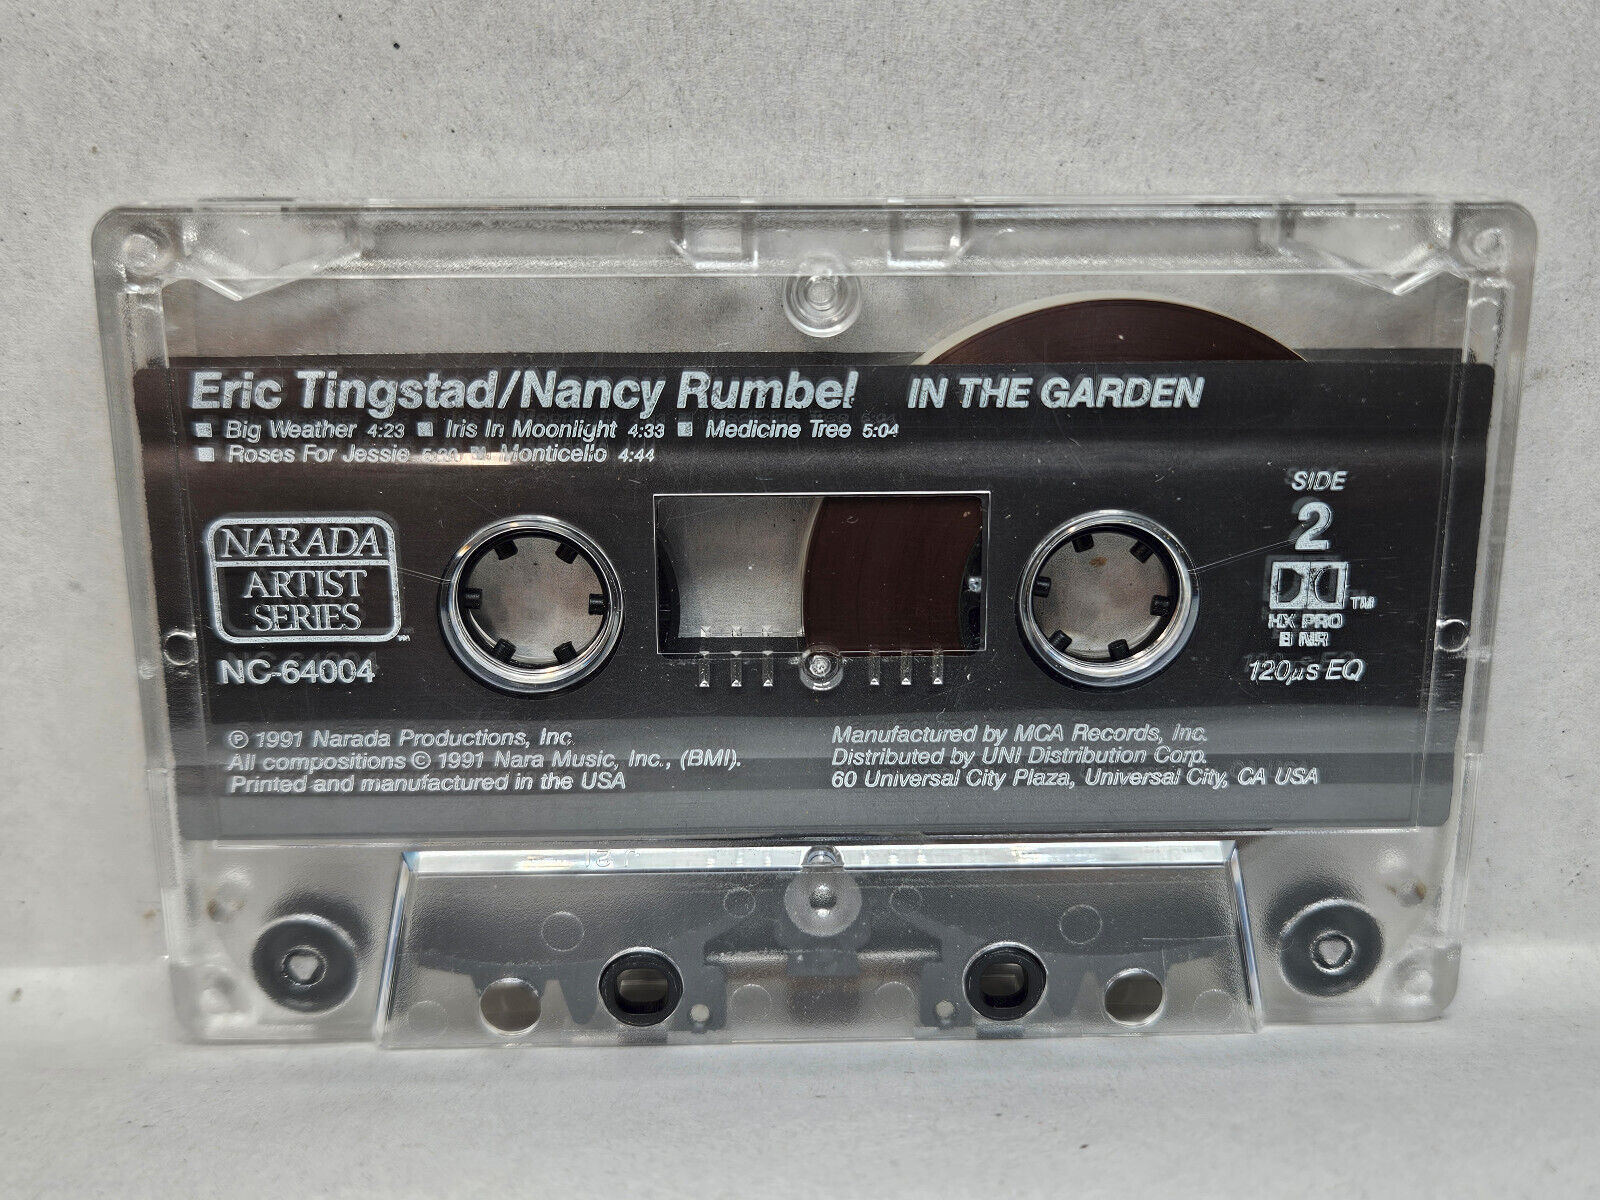 Eric Tingstad/Nancy Rumbel IN THE GARDEN
■ Big Weather 4:23 ■ Iris In Moonlight 4:33 ■ Medicine Tree 5:04
■ Roses For Jessie ■ Monticello 4:44
SIDE
2
NARADA
ARTIST
SERIES
TM
HX PRO
B NR
NC-64004
120µs EQ
℗ 1991 Narada Productions, Inc.
All compositions © 1991 Nara Music, Inc., (BMI).
Printed and manufactured in the USA
Manufactured by MCA Records, Inc.
Distributed by UNI Distribution Corp.
60 Universal City Plaza, Universal City, CA USA